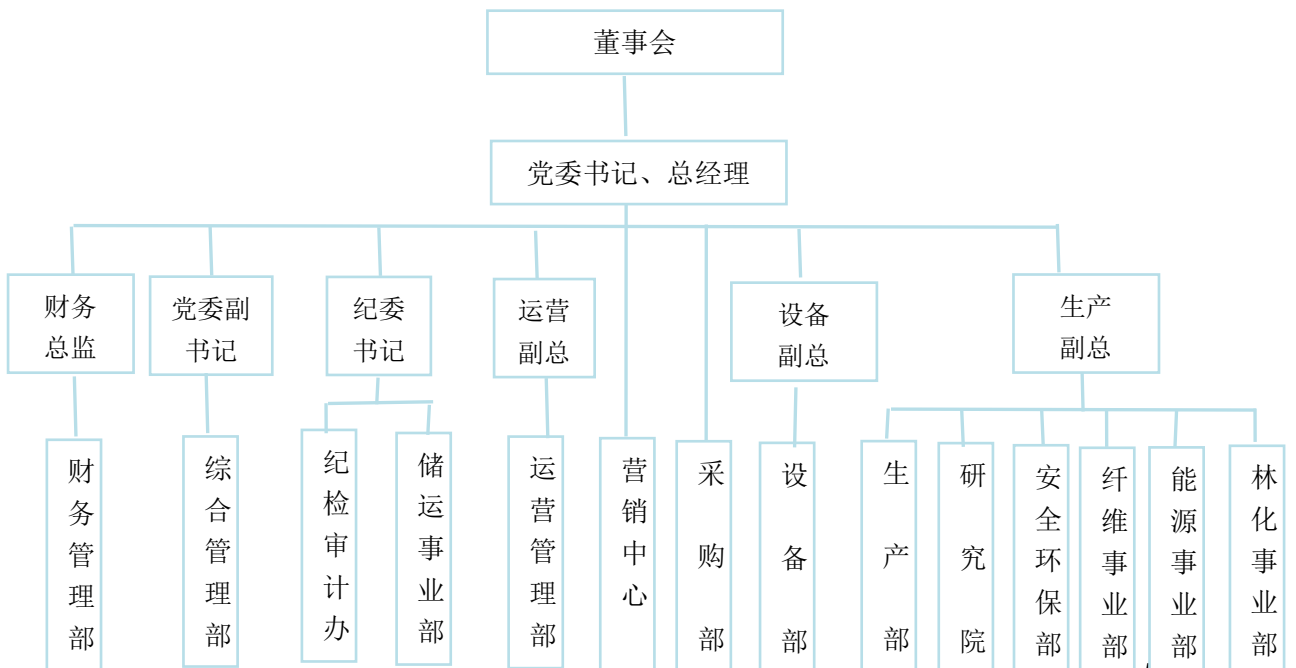 董事会
党委书记、总经理
财务
总监
党委副
书记
纪委
书记
运营
副总
设备
副总
生产
副总
财务管理部
综合管理部
纪检审计办
储运事业部
运营管理部
营销中心
采购部
设备部
生产部
研究院
安全环保部
纤维事业部
能源事业部
林化事业部